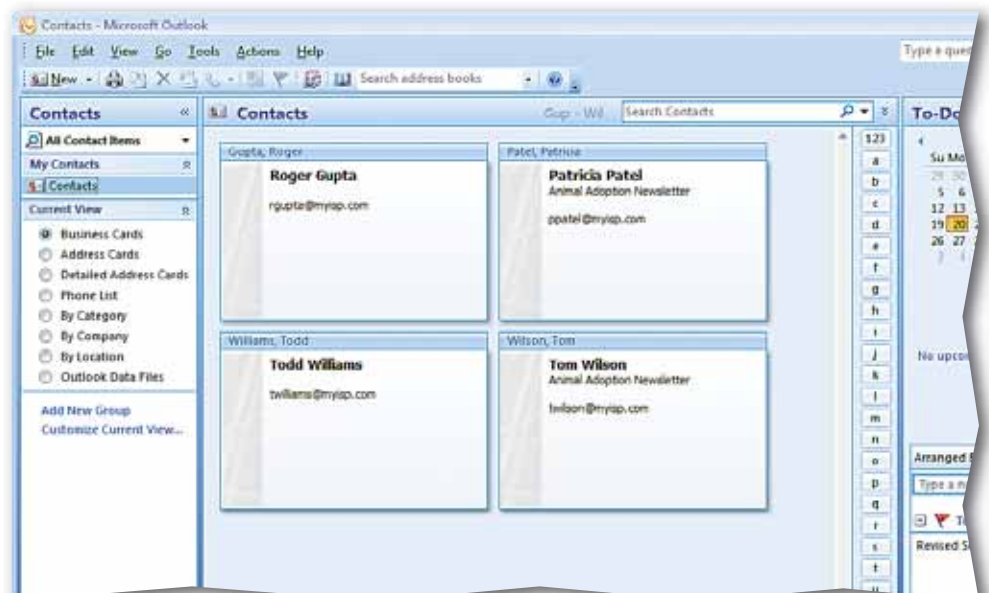 Contacts - Microsoft Outlook
File Edit View Go Tools Actions Help
Type a ques
New Search address books
Contacts «
All Contact Items
My Contacts
Contacts
Current View
Business Cards
Address Cards
Detailed Address Cards
Phone List
By Category
By Company
By Location
Outlook Data Files
Add New Group
Customize Current View...
Contacts Gup - Wil Search Contacts
Gupta, Roger
Roger Gupta
rgupta@myisp.com
Patel, Patricia
Patricia Patel
Animal Adoption Newsletter
ppatel@myisp.com
Williams, Todd
Todd Williams
twilliams@myisp.com
Wilson, Tom
Tom Wilson
Animal Adoption Newsletter
twilson@myisp.com
123
a
b
c
d
e
f
g
h
i
j
k
l
m
n
o
p
q
r
s
t
u
To-Do
Su Mo
29 30
5 6
12 13
19 20
26 27
No upcor
Arranged
Type a n
Revised S